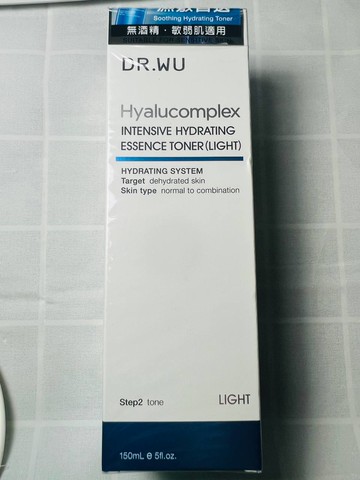 Soothing Hydrating Toner
無酒精．敏弱肌適用
DR.WU
Hyalucomplex
INTENSIVE HYDRATING
ESSENCE TONER(LIGHT)
HYDRATING SYSTEM
Target dehydrated skin
Skin type normal to combination
Step2 tone
LIGHT
150mL e 5fl.oz.